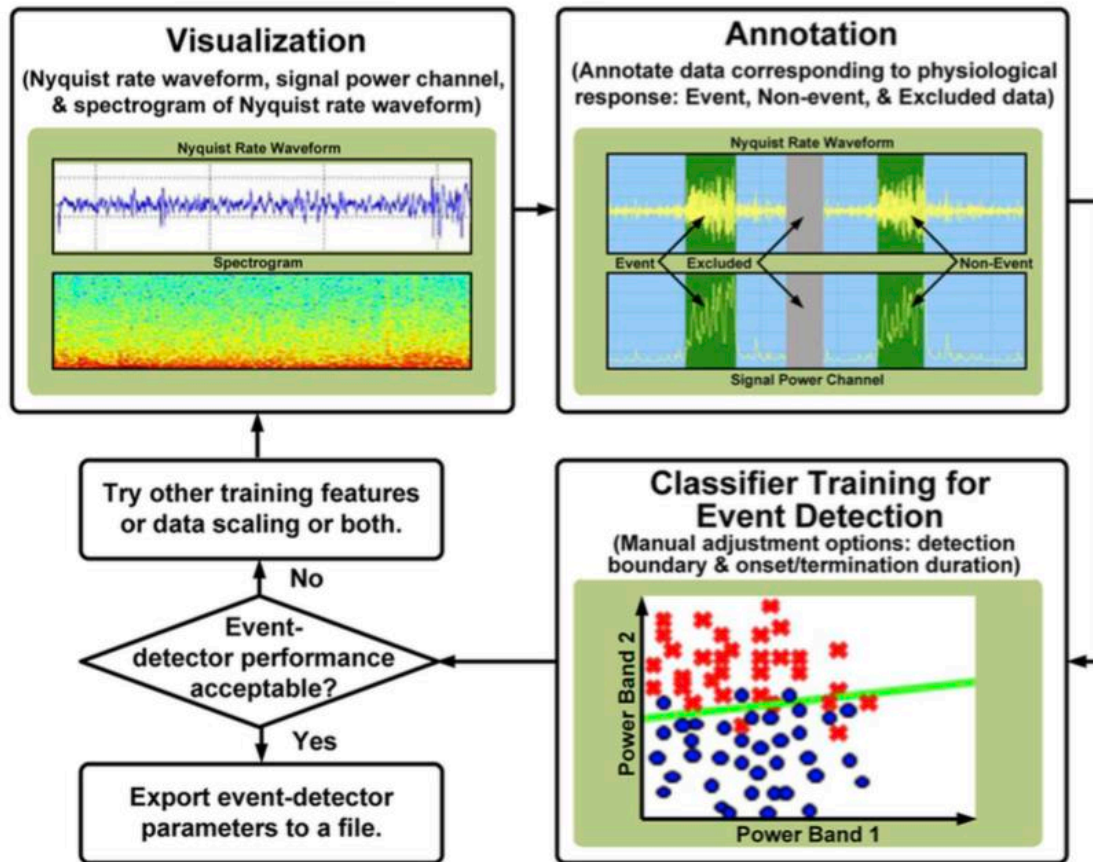 Visualization
(Nyquist rate waveform, signal power channel,
& spectrogram of Nyquist rate waveform)
Nyquist Rate Waveform
Spectrogram
Annotation
(Annotate data corresponding to physiological
response: Event, Non-event, & Excluded data)
Nyquist Rate Waveform
Event
Excluded
Non-Event
Signal Power Channel
Classifier Training for
Event Detection
(Manual adjustment options: detection
boundary & onset/termination duration)
Power Band 2
Power Band 1
Event-
detector performance
acceptable?
No
Try other training features
or data scaling or both.
Yes
Export event-detector
parameters to a file.